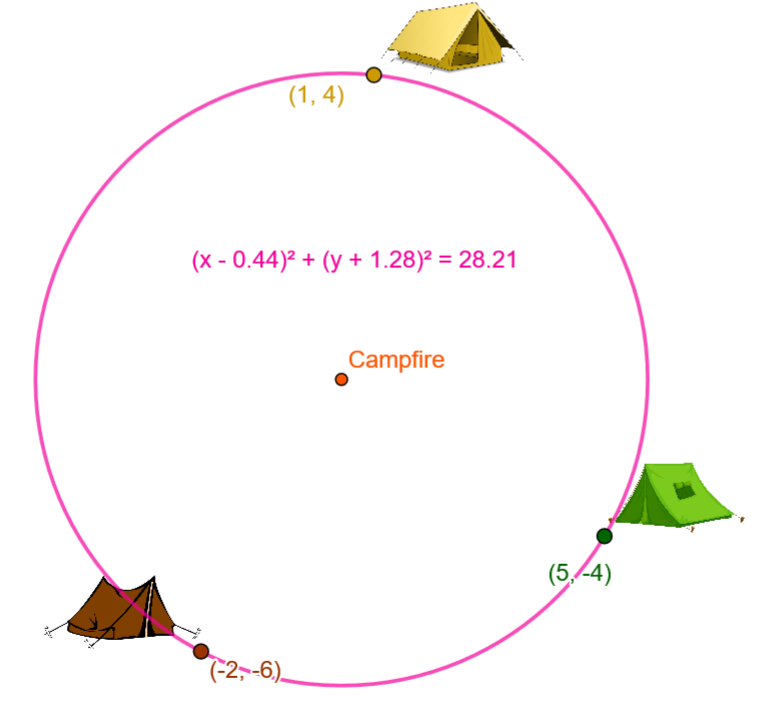 (1, 4)
(x - 0.44)² + (y + 1.28)² = 28.21
Campfire
(5, -4)
(-2, -6)